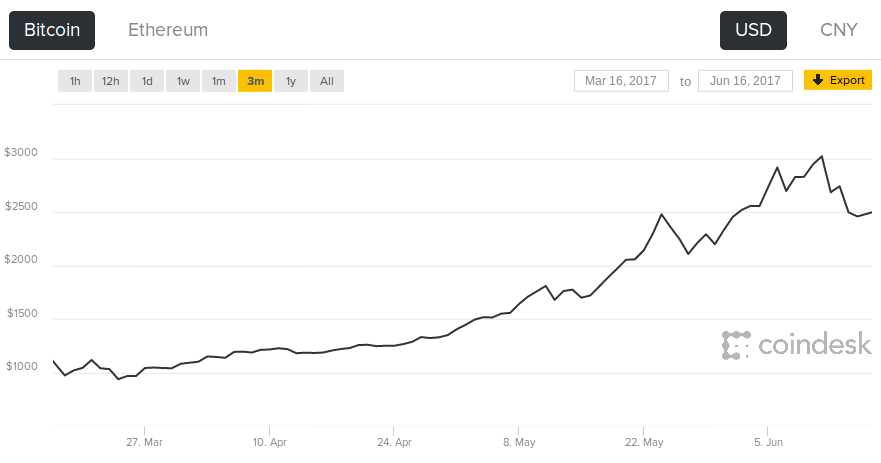 Bitcoin Ethereum USD CNY
1h 12h 1d 1w 1m 3m 1y All Mar 16, 2017 to Jun 16, 2017 Export
$3000
$2500
$2000
$1500
$1000
coindesk
27. Mar 10. Apr 24. Apr 8. May 22. May 5. Jun